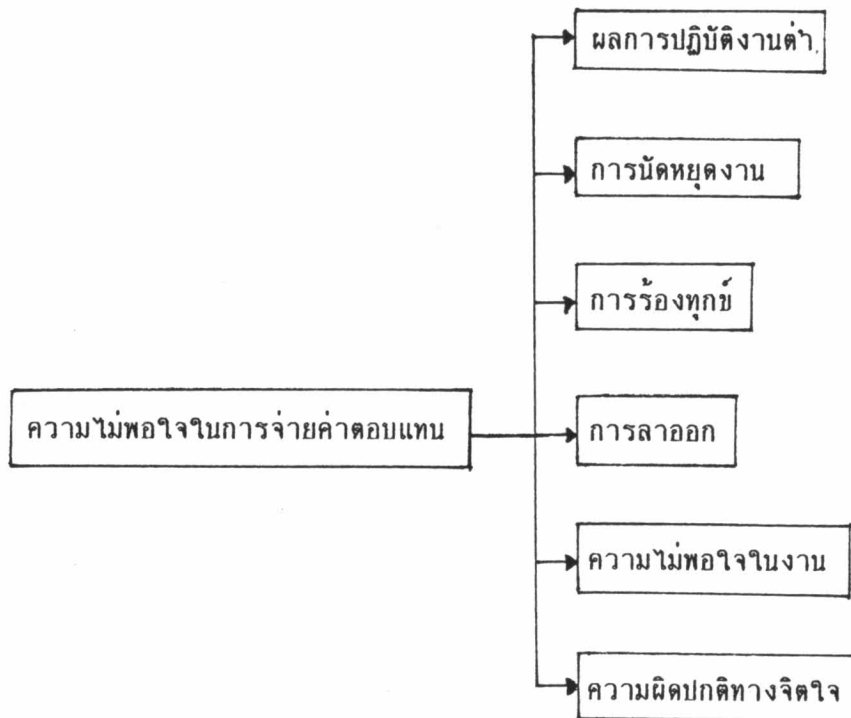 ผลการปฏิบัติงานต่ำ
การนัดหยุดงาน
การร้องทุกข์
ความไม่พอใจในการจ่ายค่าตอบแทน
การลาออก
ความไม่พอใจในงาน
ความผิดปกติทางจิตใจ